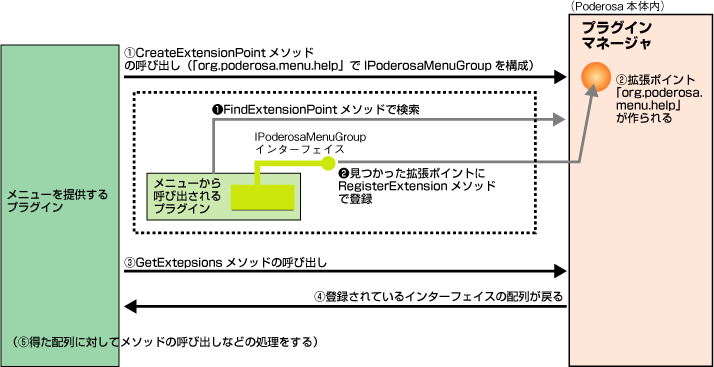 (Poderosa 本体内)
プラグイン
マネージャ
①CreateExtensionPoint メソッド
の呼び出し(「org.poderosa.menu.help」で IPoderosaMenuGroup を構成)
②拡張ポイント
「org.poderosa.
menu.help」
が作られる
❶FindExtensionPoint メソッドで検索
IPoderosaMenuGroup
インターフェイス
❷見つかった拡張ポイントに
RegisterExtension メソッド
で登録
メニューから
呼び出される
プラグイン
メニューを提供する
プラグイン
③GetExtepsions メソッドの呼び出し
④登録されているインターフェイスの配列が戻る
(⑤得た配列に対してメソッドの呼び出しなどの処理をする)